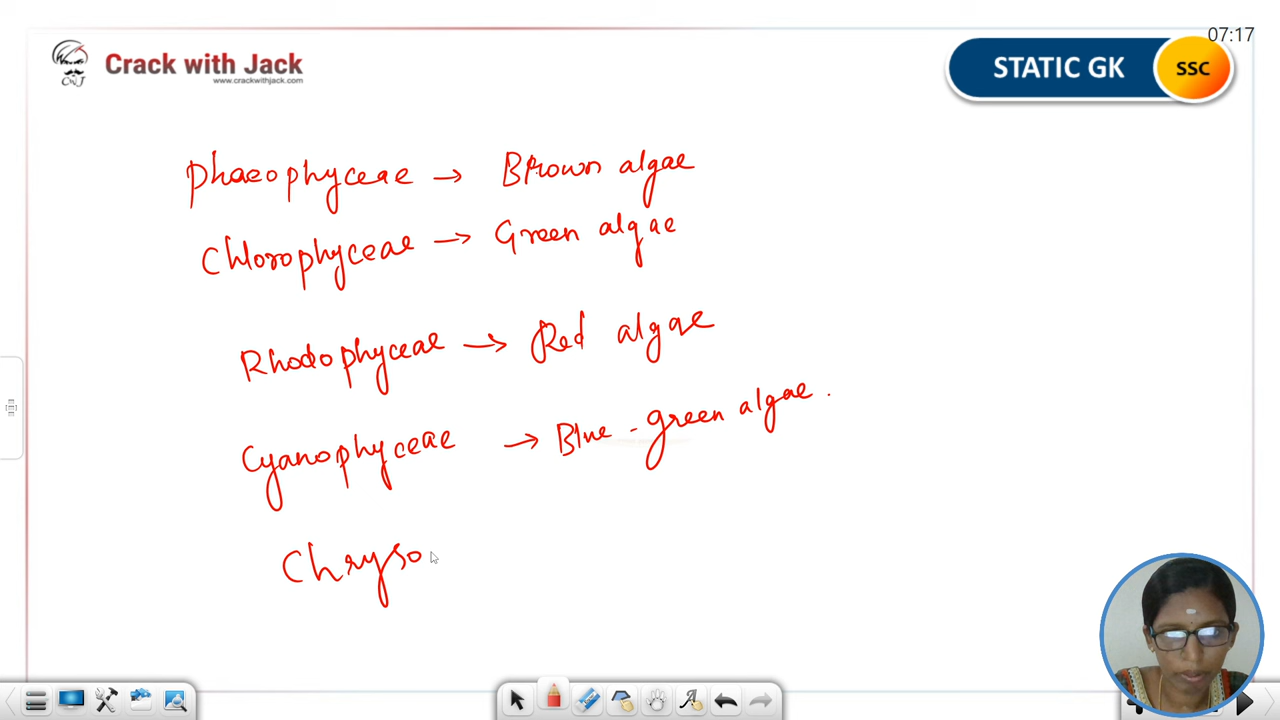 07:17
Crack with Jack
www.crackwithjack.com
CWJ
STATIC GK SSC
Phaeophyceae → Brown algae
Chlorophyceae → Green algae
Rhodophyceae → Red algae
Cyanophyceae → Blue - green algae.
Chryso